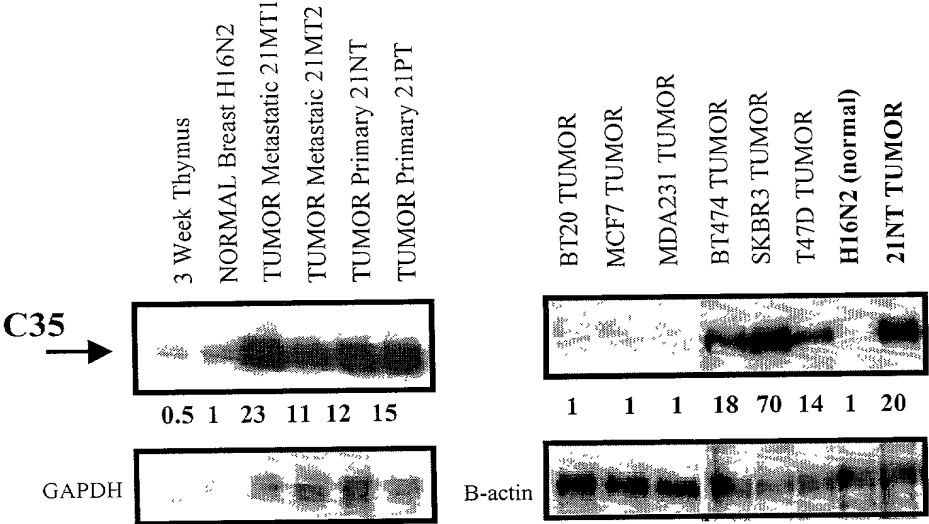 3 Week Thymus
NORMAL Breast H16N2
TUMOR Metastatic 21MT1
TUMOR Metastaic 21MT2
TUMOR Primary 21NT
TUMOR Primary 21PT
C35
0.5 1 23 11 12 15
GAPDH
BT20 TUMOR
MCF7 TUMOR
MDA231 TUMOR
BT474 TUMOR
SKBR3 TUMOR
T47D TUMOR
H16N2 (normal)
21NT TUMOR
1 1 1 18 70 14 1 20
B-actin